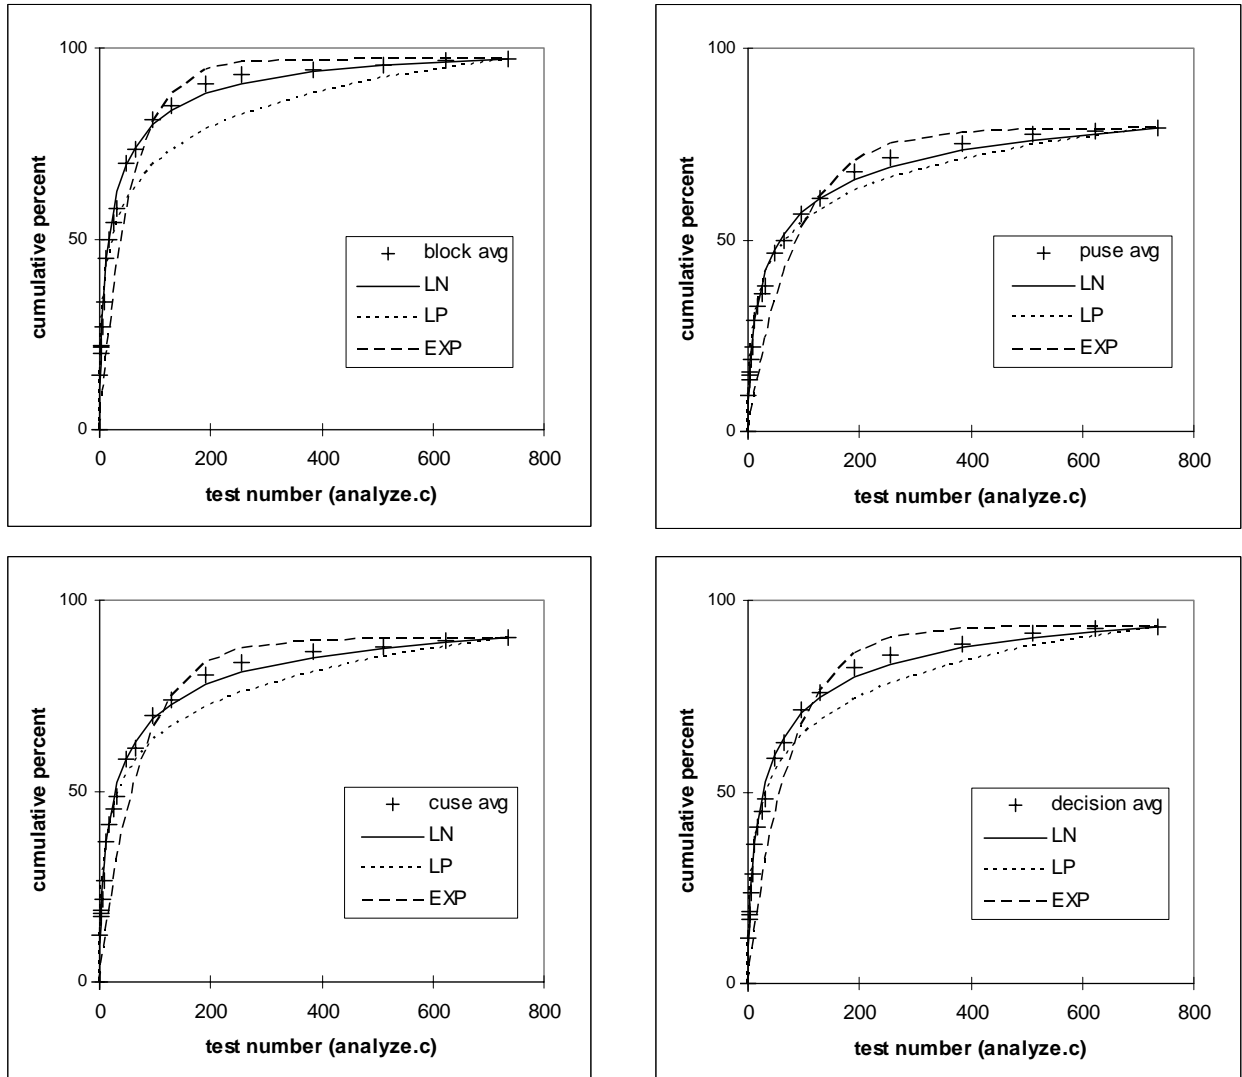 100
50
0
cumulative percent
block avg
LN
LP
EXP
0 200 400 600 800
test number (analyze.c)
100
50
0
cumulative percent
puse avg
LN
LP
EXP
0 200 400 600 800
test number (analyze.c)
100
50
0
cumulative percent
cuse avg
LN
LP
EXP
0 200 400 600 800
test number (analyze.c)
100
50
0
cumulative percent
decision avg
LN
LP
EXP
0 200 400 600 800
test number (analyze.c)